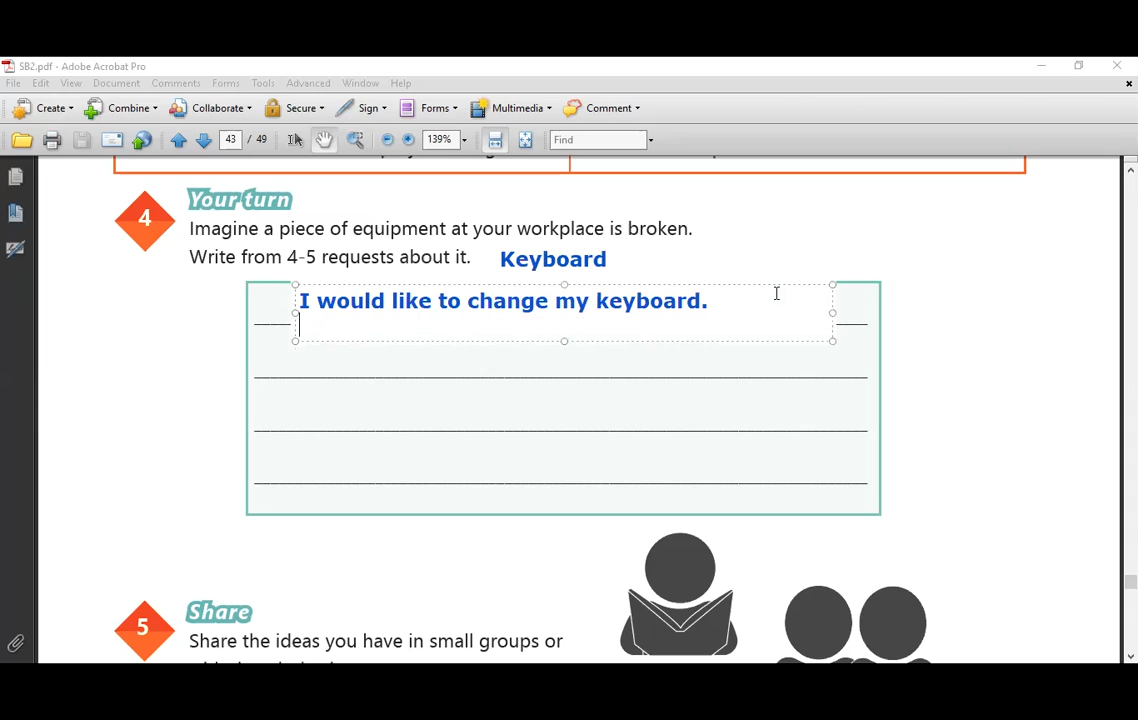 SB2.pdf - Adobe Acrobat Pro
File Edit View Document Comments Forms Tools Advanced Window Help
Create Combine Collaborate Secure Sign Forms Multimedia Comment
43 / 49 139% Find
4 Your turn
Imagine a piece of equipment at your workplace is broken.
Write from 4-5 requests about it. Keyboard
I would like to change my keyboard.
5 Share
Share the ideas you have in small groups or